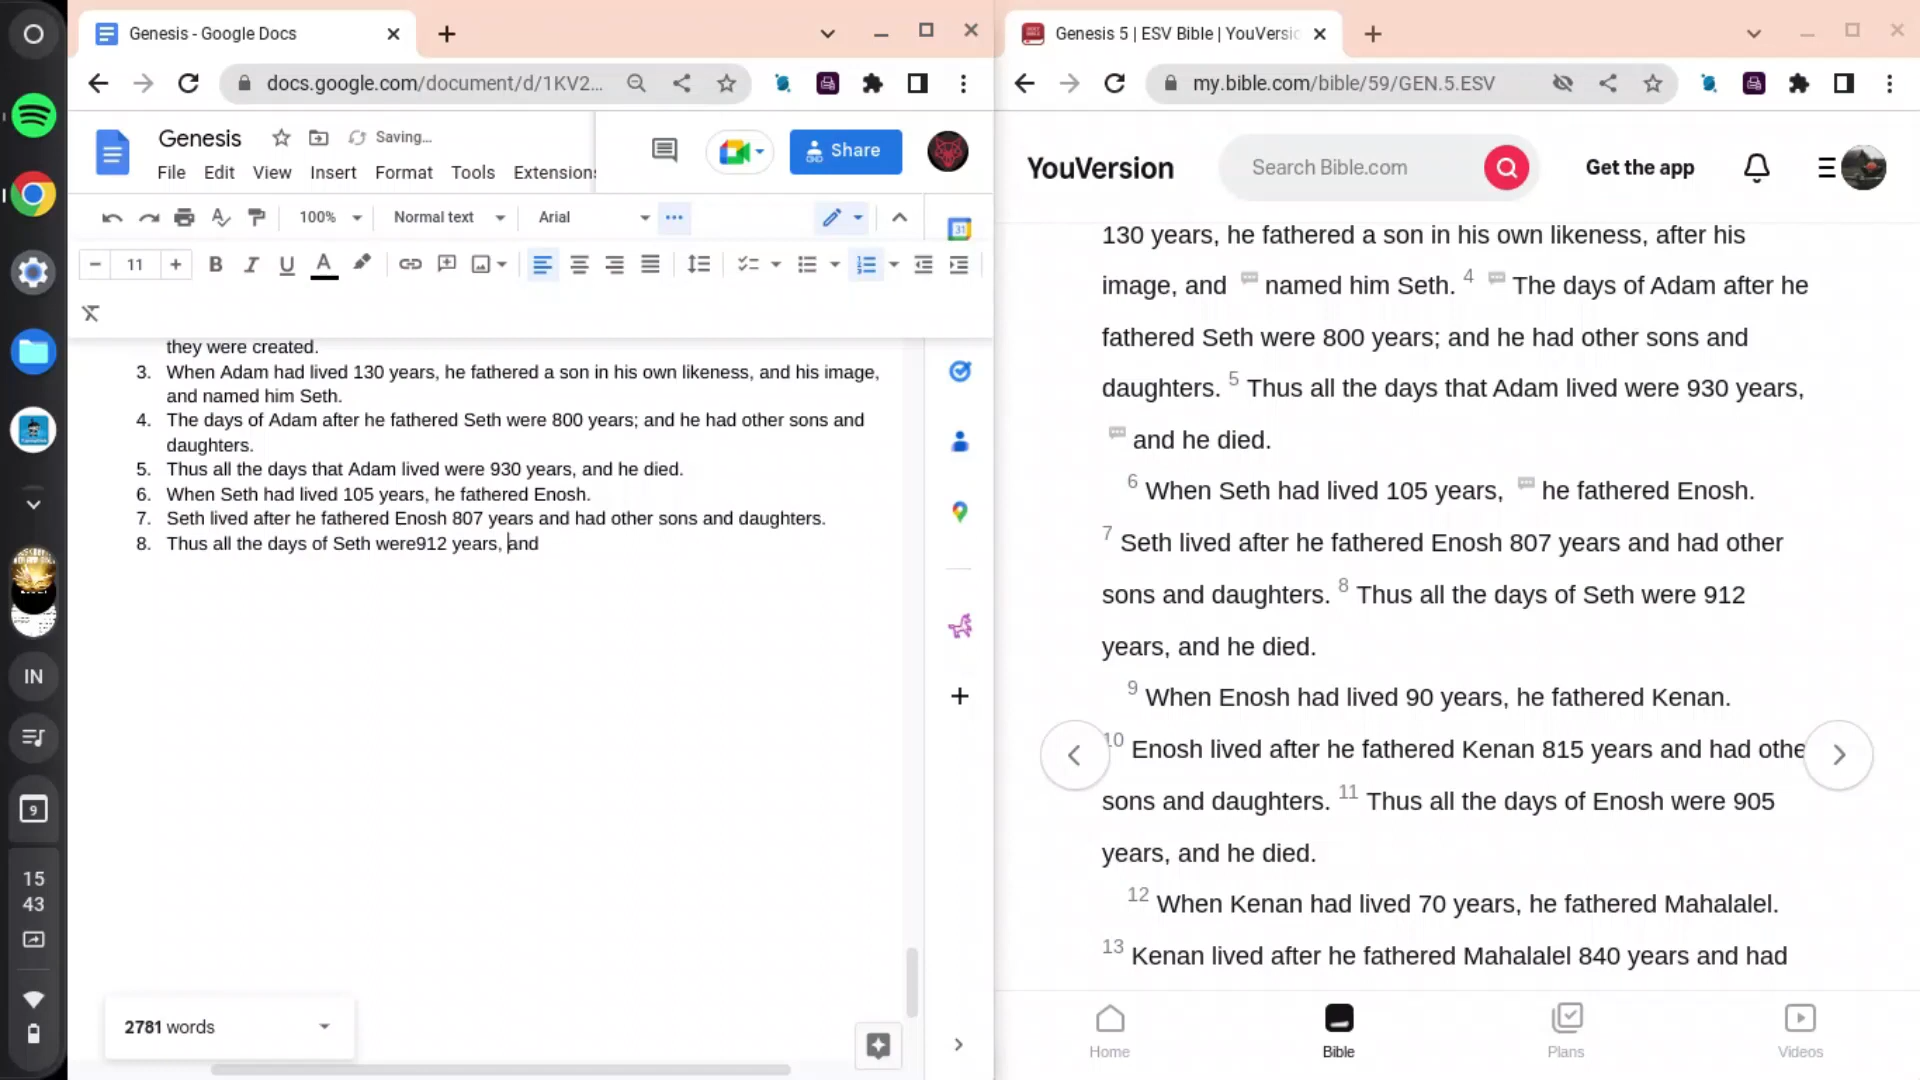 Genesis - Google Docs
docs.google.com/document/d/1KV2...
Genesis
Saving...
Share
File Edit View Insert Format Tools Extensions
100% Normal text Arial
11
they were created.
3. When Adam had lived 130 years, he fathered a son in his own likeness, and his image,
and named him Seth.
4. The days of Adam after he fathered Seth were 800 years; and he had other sons and
daughters.
5. Thus all the days that Adam lived were 930 years, and he died.
6. When Seth had lived 105 years, he fathered Enosh.
7. Seth lived after he fathered Enosh 807 years and had other sons and daughters.
8. Thus all the days of Seth were912 years, and
2781 words
IN
9
15
43
31
Genesis 5 | ESV Bible | YouVersic
my.bible.com/bible/59/GEN.5.ESV
YouVersion
Search Bible.com
Get the app
130 years, he fathered a son in his own likeness, after his
image, and named him Seth. 4 The days of Adam after he
fathered Seth were 800 years; and he had other sons and
daughters. 5 Thus all the days that Adam lived were 930 years,
and he died.
6 When Seth had lived 105 years, he fathered Enosh.
7 Seth lived after he fathered Enosh 807 years and had other
sons and daughters. 8 Thus all the days of Seth were 912
years, and he died.
9 When Enosh had lived 90 years, he fathered Kenan.
10 Enosh lived after he fathered Kenan 815 years and had othe
sons and daughters. 11 Thus all the days of Enosh were 905
years, and he died.
12 When Kenan had lived 70 years, he fathered Mahalalel.
13 Kenan lived after he fathered Mahalalel 840 years and had
Home
Bible
Plans
Videos